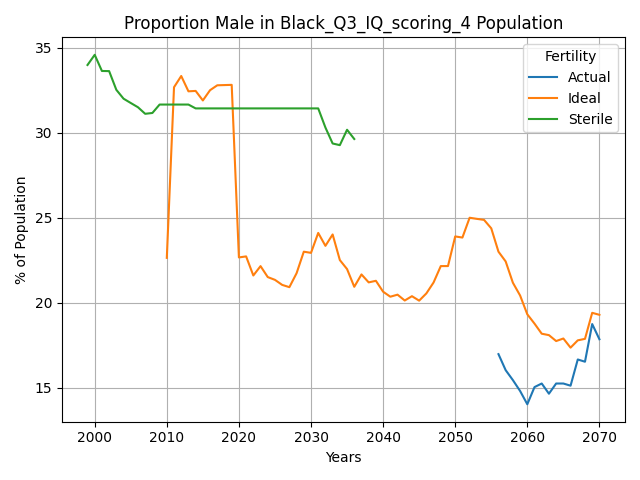 Proportion Male in Black_Q3_IQ_scoring_4 Population
% of Population
35
30
25
20
15
Fertility
Actual
Ideal
Sterile
2000 2010 2020 2030 2040 2050 2060 2070
Years